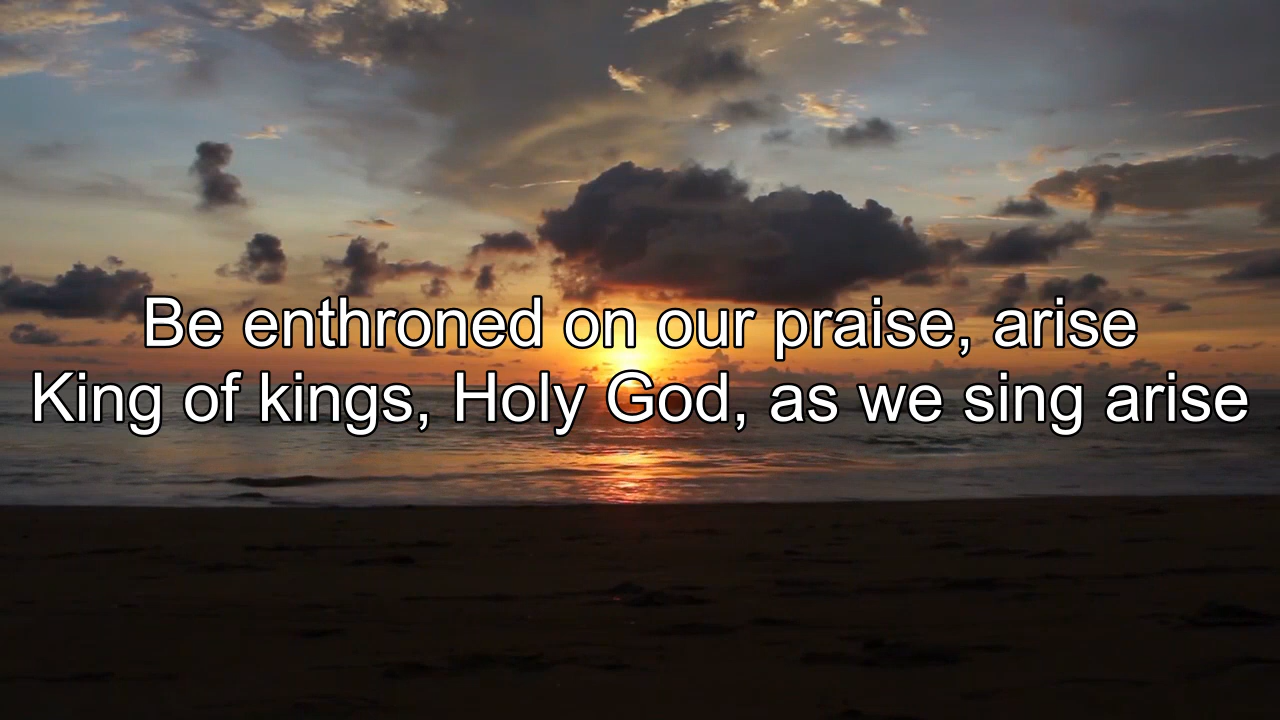 Be enthroned on our praise, arise
King of kings, Holy God, as we sing arise